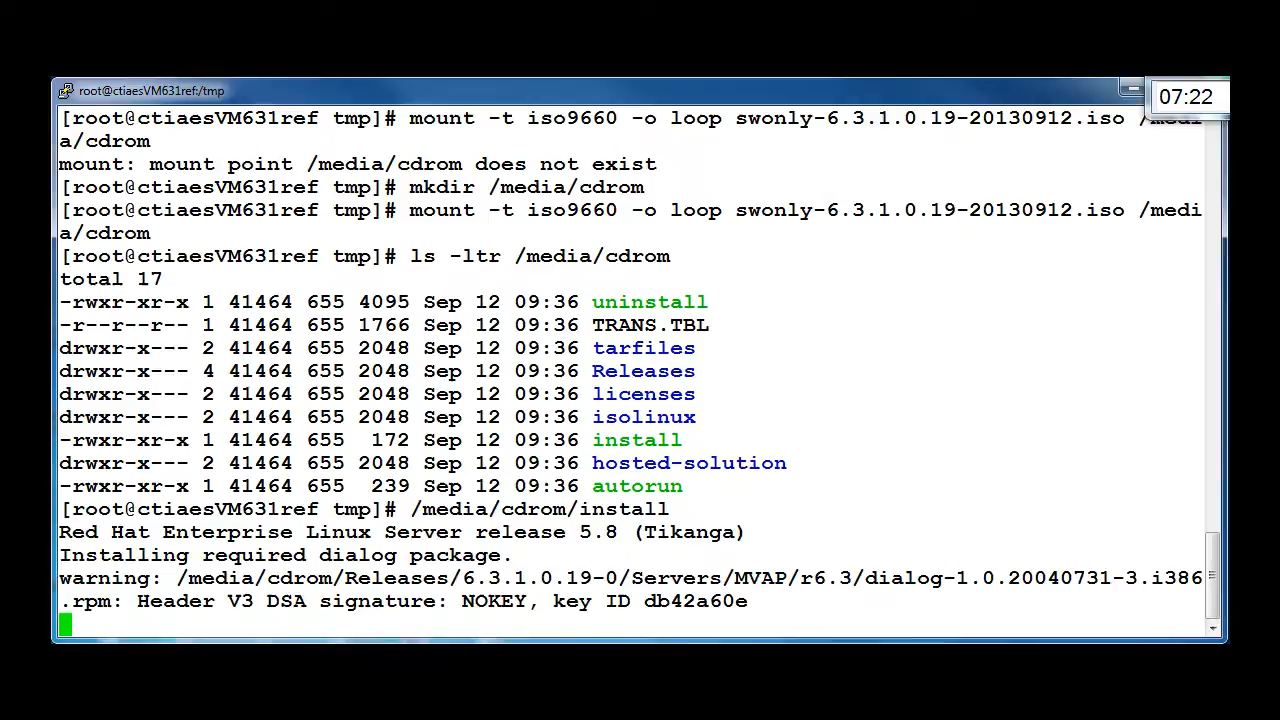 root@ctiaesVM631ref:/tmp
07:22
[root@ctiaesVM631ref tmp]# mount -t iso9660 -o loop swonly-6.3.1.0.19-20130912.iso /medi
a/cdrom
mount: mount point /media/cdrom does not exist
[root@ctiaesVM631ref tmp]# mkdir /media/cdrom
[root@ctiaesVM631ref tmp]# mount -t iso9660 -o loop swonly-6.3.1.0.19-20130912.iso /medi
a/cdrom
[root@ctiaesVM631ref tmp]# ls -ltr /media/cdrom
total 17
-rwxr-xr-x 1 41464 655 4095 Sep 12 09:36 uninstall
-r--r--r-- 1 41464 655 1766 Sep 12 09:36 TRANS.TBL
drwxr-x--- 2 41464 655 2048 Sep 12 09:36 tarfiles
drwxr-x--- 4 41464 655 2048 Sep 12 09:36 Releases
drwxr-x--- 2 41464 655 2048 Sep 12 09:36 licenses
drwxr-x--- 2 41464 655 2048 Sep 12 09:36 isolinux
-rwxr-xr-x 1 41464 655  172 Sep 12 09:36 install
drwxr-x--- 2 41464 655 2048 Sep 12 09:36 hosted-solution
-rwxr-xr-x 1 41464 655  239 Sep 12 09:36 autorun
[root@ctiaesVM631ref tmp]# /media/cdrom/install
Red Hat Enterprise Linux Server release 5.8 (Tikanga)
Installing required dialog package.
warning: /media/cdrom/Releases/6.3.1.0.19-0/Servers/MVAP/r6.3/dialog-1.0.20040731-3.i386
.rpm: Header V3 DSA signature: NOKEY, key ID db42a60e